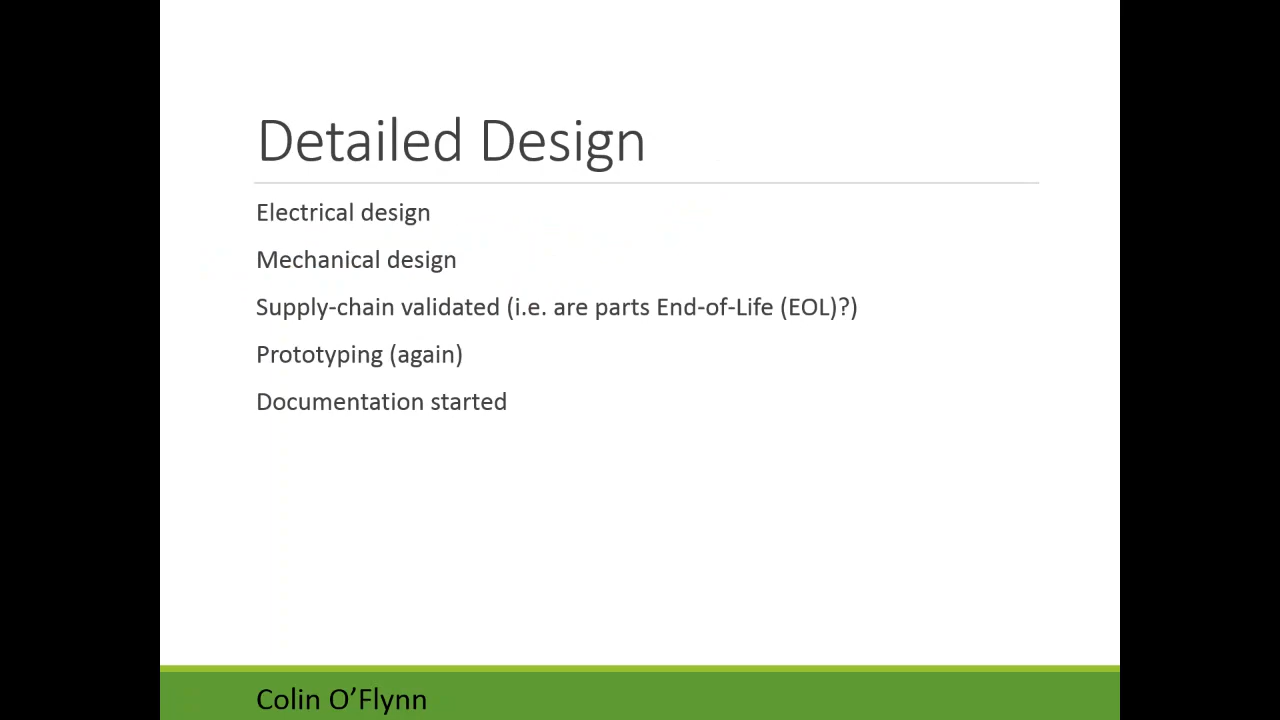 Detailed Design
Electrical design
Mechanical design
Supply-chain validated (i.e. are parts End-of-Life (EOL)?)
Prototyping (again)
Documentation started
Colin O’Flynn